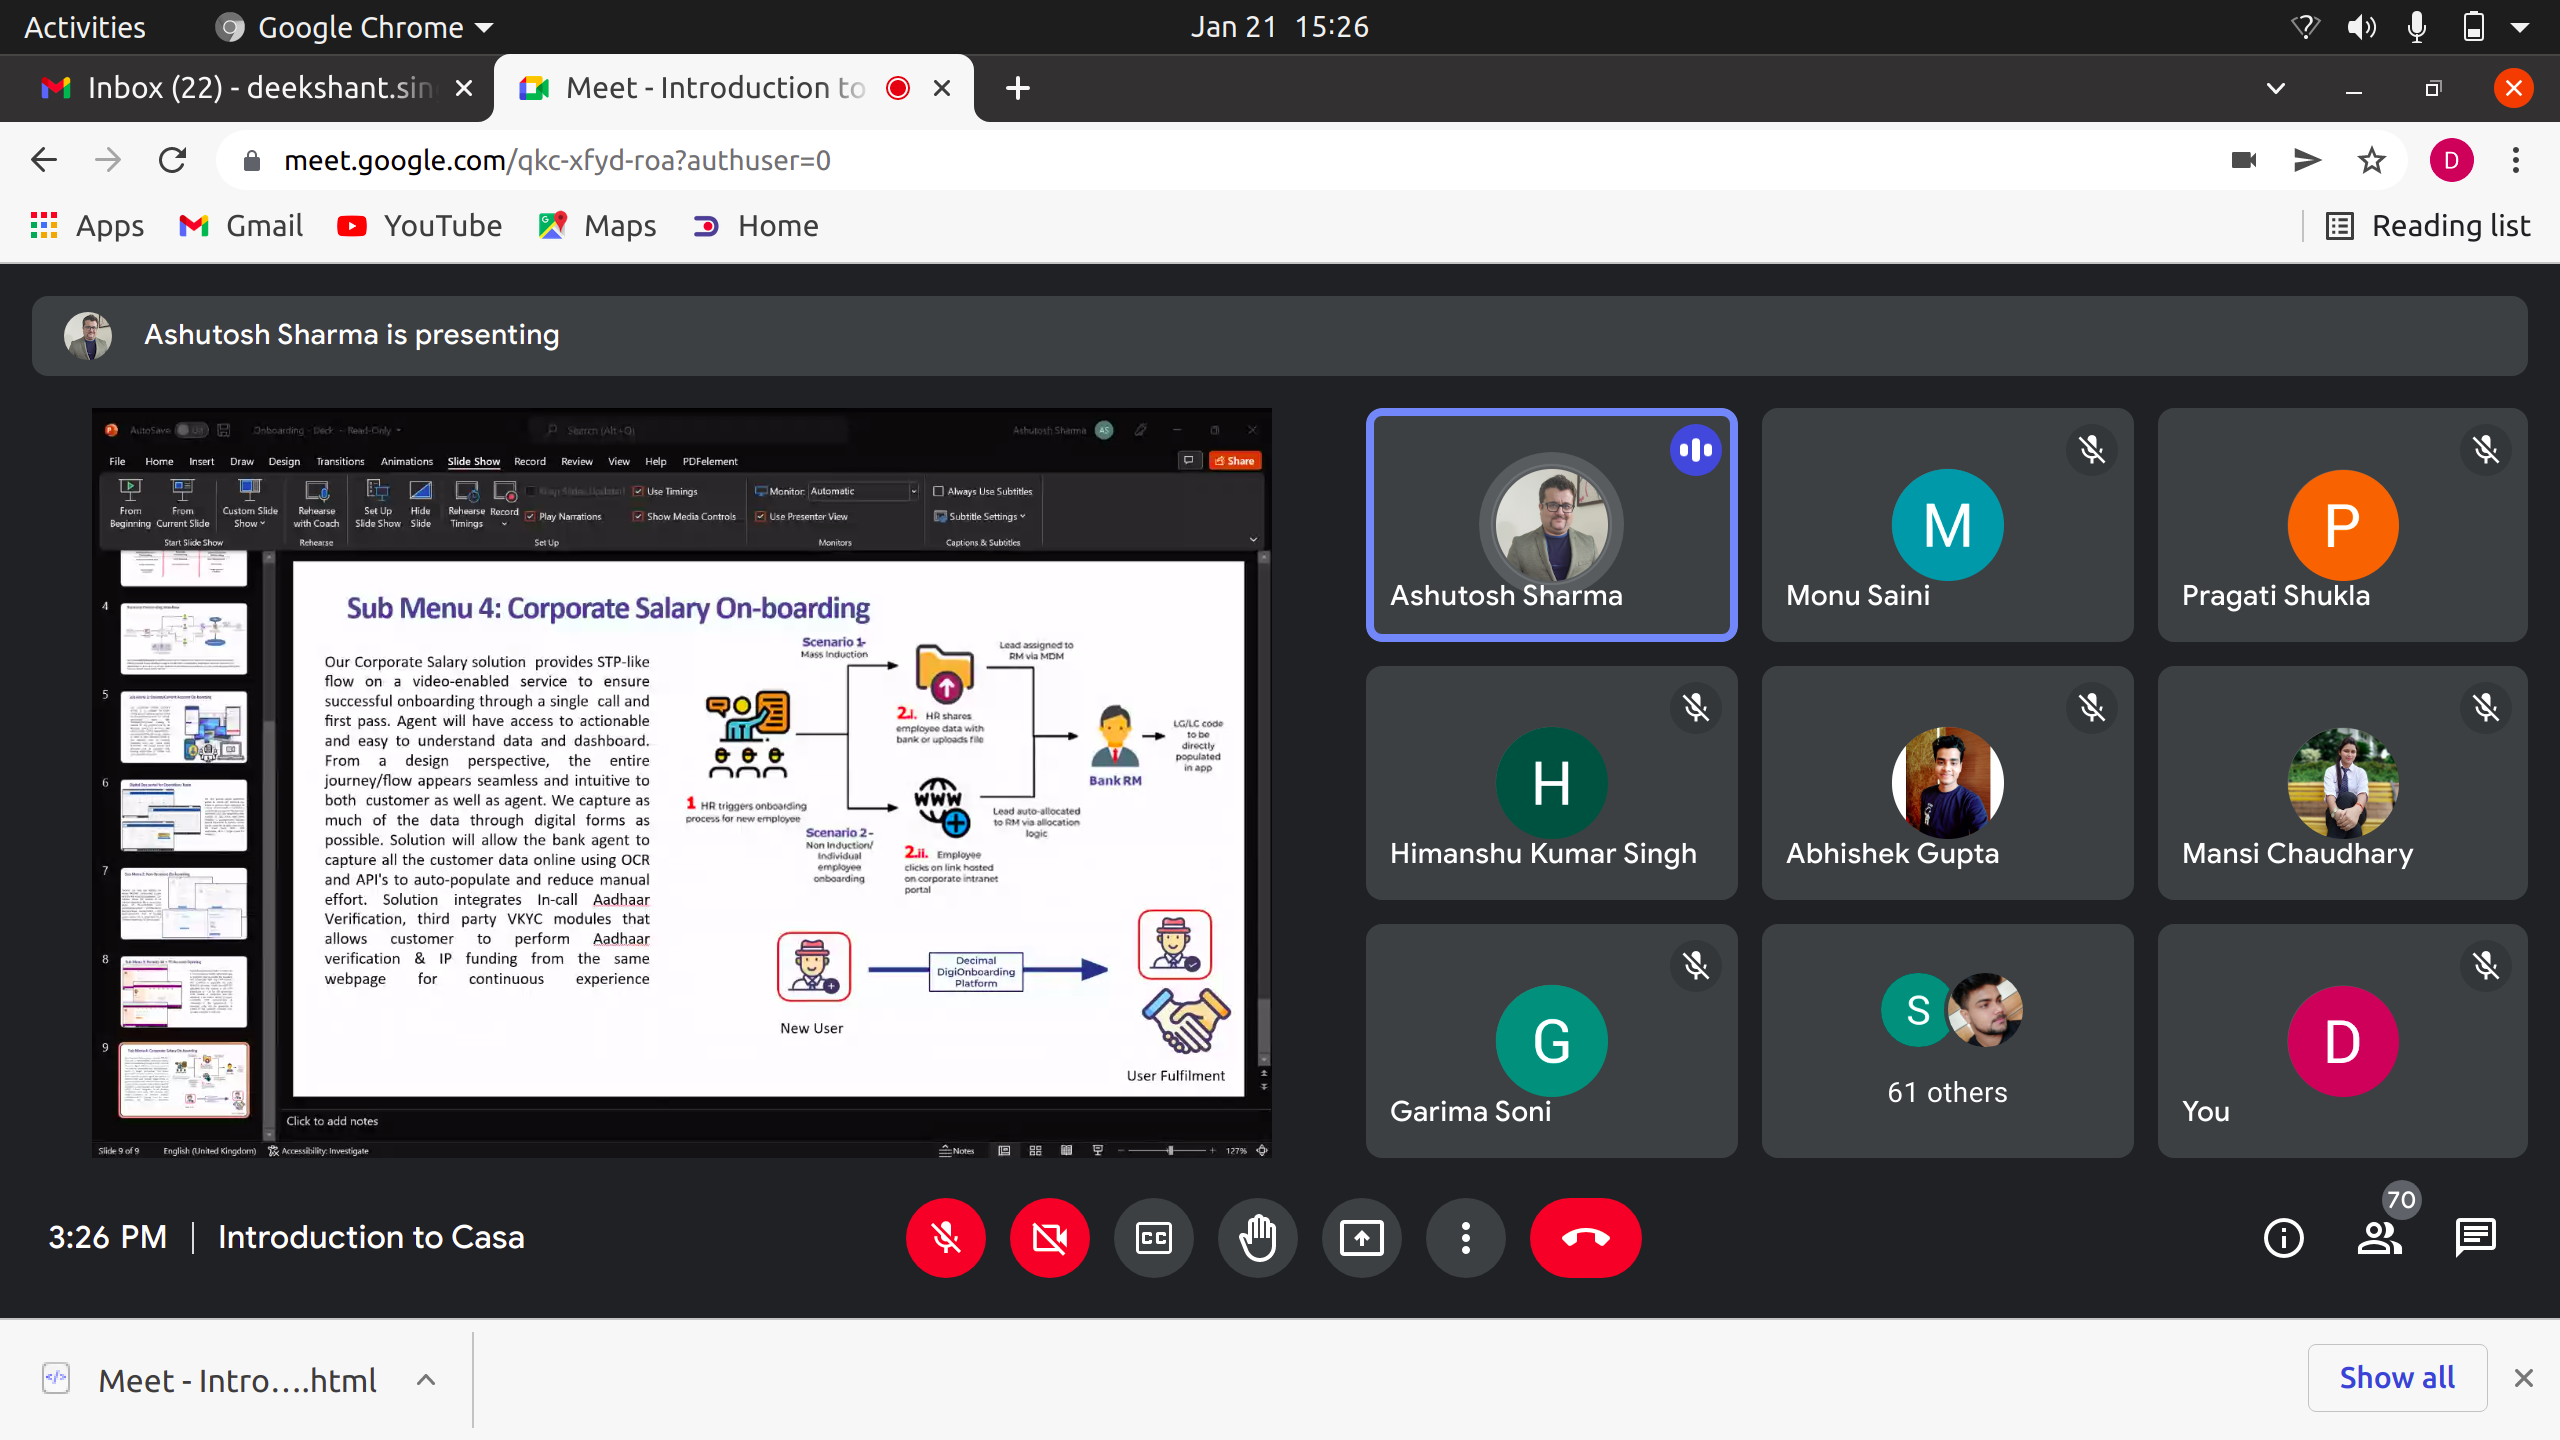 Activities
Google Chrome
Jan 21 15:26
Inbox (22) - deekshant.sin
Meet - Introduction to
meet.google.com/qkc-xfyd-roa?authuser=0
D
Apps
Gmail
YouTube
Maps
Home
Reading list
Ashutosh Sharma is presenting
AutoSave
Onboarding - Deck - Read-Only
Search (Alt+Q)
Ashutosh Sharma
AS
File
Home
Insert
Draw
Design
Transitions
Animations
Slide Show
Record
Review
View
Help
PDFelement
Share
From
Beginning
From
Current Slide
Custom Slide
Show
Rehearse
with Coach
Set Up
Slide Show
Hide
Slide
Rehearse
Timings
Record
Use Timings
Play Narrations
Show Media Controls
Monitor:
Automatic
Use Presenter View
Always Use Subtitles
Subtitle Settings
Start Slide Show
Rehearse
Set Up
Monitors
Captions & Subtitles
4
5
6
7
8
9
Sub Menu 4: Corporate Salary On-boarding
Our Corporate Salary solution provides STP-like
flow on a video-enabled service to ensure
successful onboarding through a single call and
first pass. Agent will have access to actionable
and easy to understand data and dashboard.
From a design perspective, the entire
journey/flow appears seamless and intuitive to
both customer as well as agent. We capture as
much of the data through digital forms as
possible. Solution will allow the bank agent to
capture all the customer data online using OCR
and API's to auto-populate and reduce manual
effort. Solution integrates In-call Aadhaar
Verification, third party VKYC modules that
allows customer to perform Aadhaar
verification & IP funding from the same
webpage for continuous experience
Scenario 1-
Mass Induction
Lead assigned to
RM via MDM
2.i. HR shares
employee data with
bank or uploads file
LG/LC code
to be
directly
populated
in app
Bank RM
1 HR triggers onboarding
process for new employee
WWW
Lead auto-allocated
to RM via allocation
logic
Scenario 2 -
Non Induction/
Individual
employee
onboarding
2.ii. Employee
clicks on link hosted
on corporate intranet
portal
Decimal
DigiOnboarding
Platform
New User
User Fulfilment
Click to add notes
Slide 9 of 9
English (United Kingdom)
Accessibility: Investigate
Notes
127%
Ashutosh Sharma
M
Monu Saini
P
Pragati Shukla
H
Himanshu Kumar Singh
Abhishek Gupta
Mansi Chaudhary
G
Garima Soni
S
61 others
D
You
3:26 PM
Introduction to Casa
CC
70
Meet - Intro....html
Show all